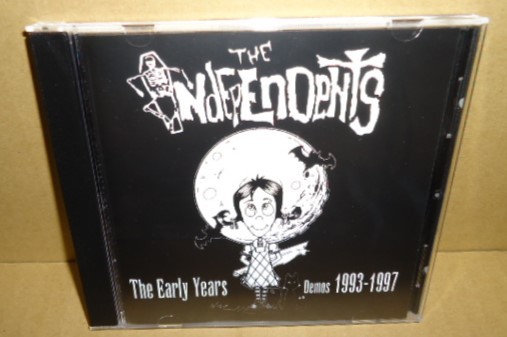 THE
INDEPENDENTS
The Early Years
Demos 1993-1997